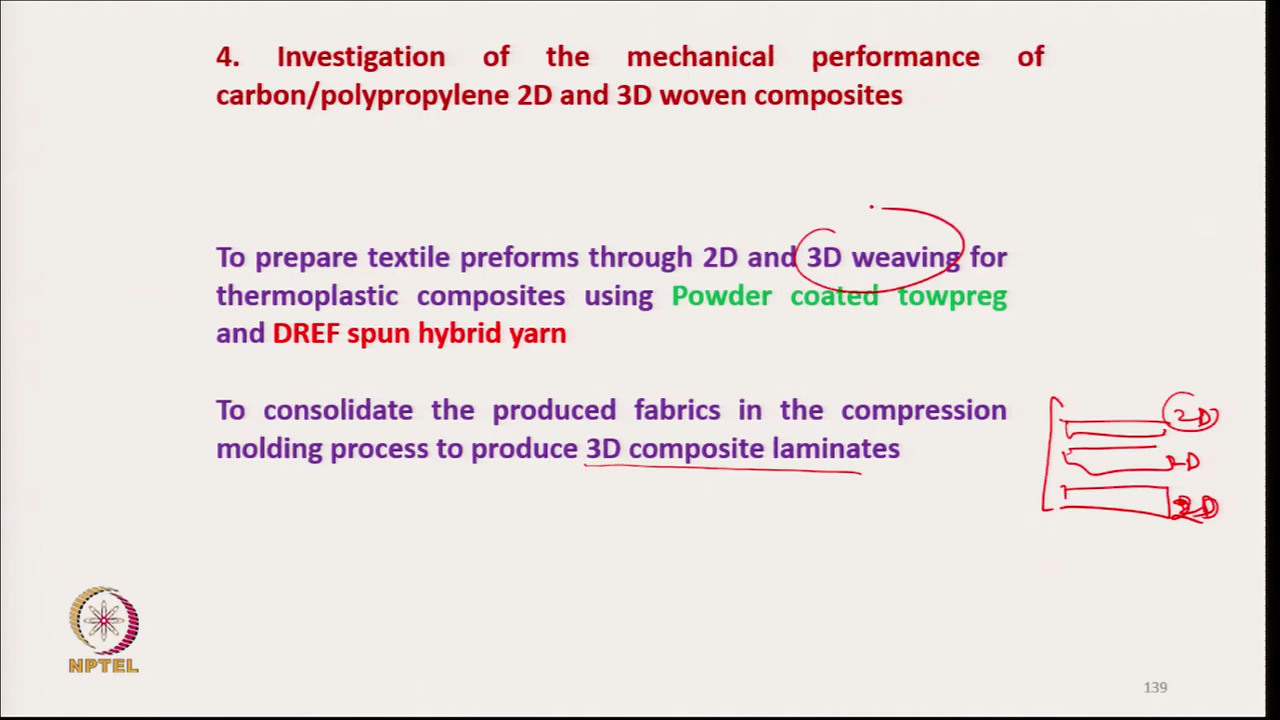 4. Investigation of the mechanical performance of
carbon/polypropylene 2D and 3D woven composites
To prepare textile preforms through 2D and 3D weaving for
thermoplastic composites using Powder coated towpreg
and DREF spun hybrid yarn
To consolidate the produced fabrics in the compression
molding process to produce 3D composite laminates
2D
2D
2D
NPTEL
139